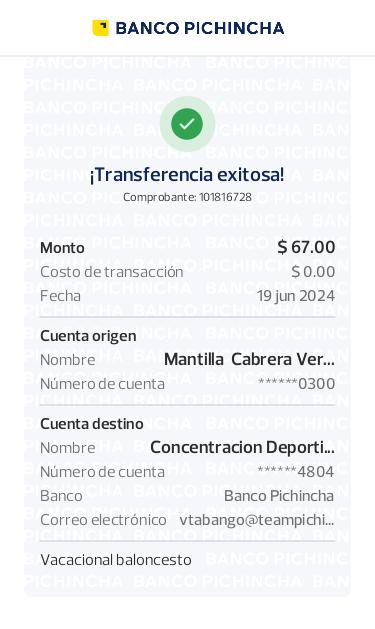 BANCO PICHINCHA
¡Transferencia exitosa!
Comprobante: 101816728
Monto $ 67.00
Costo de transacción $ 0.00
Fecha 19 jun 2024
Cuenta origen
Nombre Mantilla Cabrera Ver...
Número de cuenta ******0300
Cuenta destino
Nombre Concentracion Deporti...
Número de cuenta ******4804
Banco Banco Pichincha
Correo electrónico vtabango@teampichi...
Vacacional baloncesto